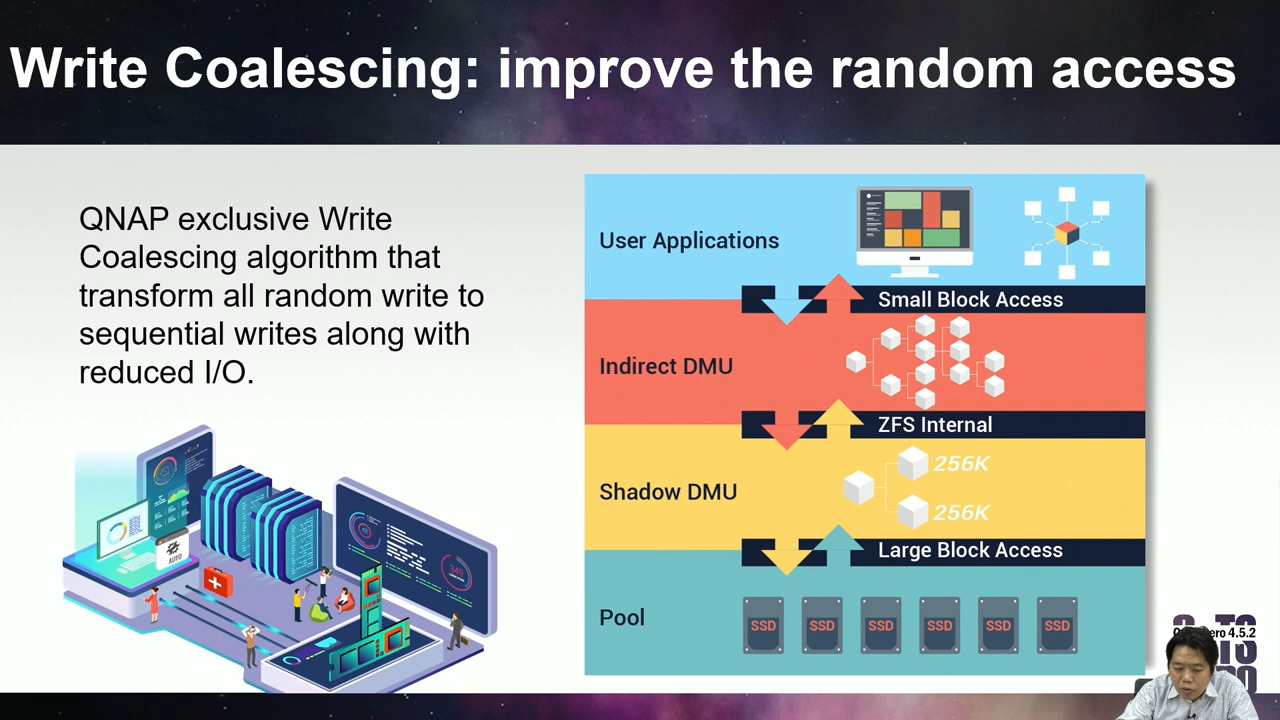 Write Coalescing: improve the random access
QNAP exclusive Write
Coalescing algorithm that
transform all random write to
sequential writes along with
reduced I/O.
User Applications
Small Block Access
Indirect DMU
ZFS Internal
Shadow DMU
256K
256K
Large Block Access
Pool
SSD SSD SSD SSD SSD SSD
AUTO
4.5.2